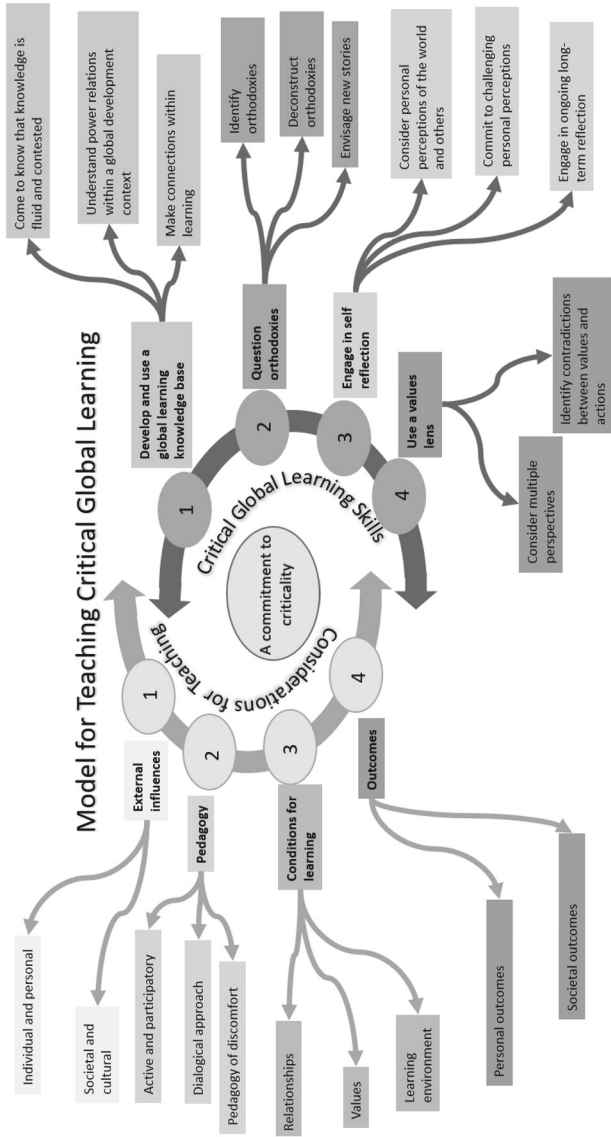 Model for Teaching Critical Global Learning
Individual and personal
Societal and
cultural
External
influences
Active and participatory
Dialogical approach
Pedagogy of discomfort
Pedagogy
Relationships
Values
Learning
environment
Conditions for
learning
Personal outcomes
Societal outcomes
Outcomes
1
2
3
4
Considerations for Teaching
A commitment to
criticality
Critical Global Learning Skills
1
2
3
4
Develop and use a
global learning
knowledge base
Come to know that knowledge is
fluid and contested
Understand power relations
within a global development
context
Make connections within
learning
Question
orthodoxies
Identify
orthodoxies
Deconstruct
orthodoxies
Envisage new stories
Engage in self
reflection
Consider personal
perceptions of the world
and others
Commit to challenging
personal perceptions
Engage in ongoing long-
term reflection
Use a values
lens
Consider multiple
perspectives
Identify contradictions
between values and
actions